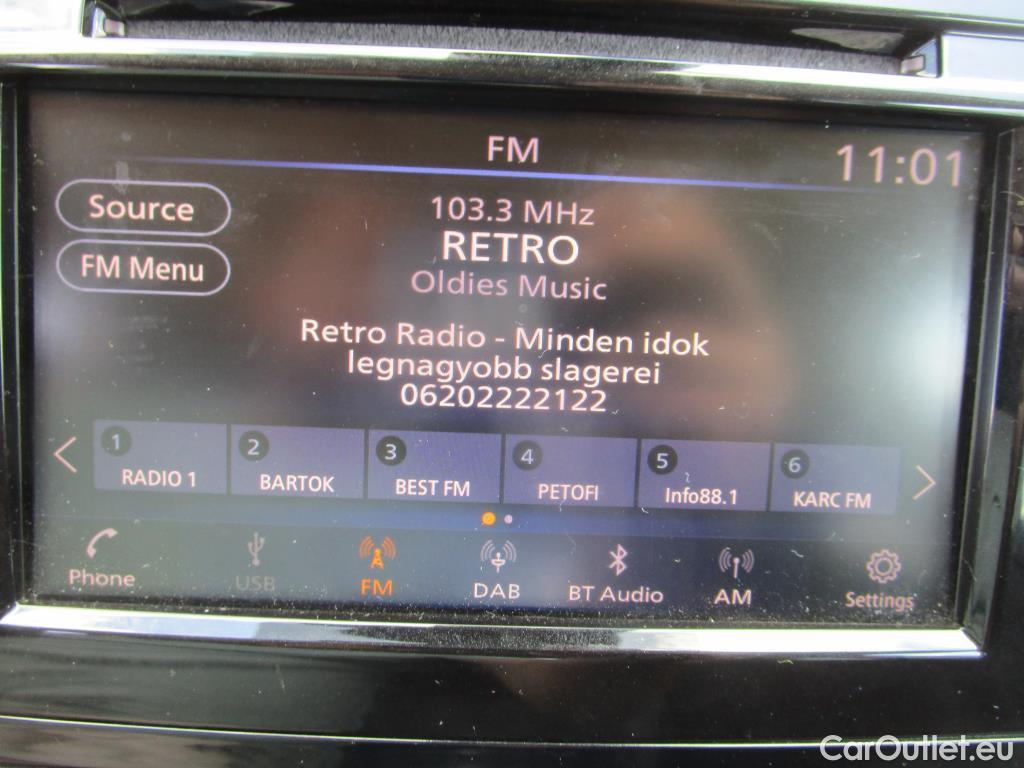 FM
11:01
Source
103.3 MHz
RETRO
FM Menu
Oldies Music
Retro Radio - Minden idok
legnagyobb slagerei
06202222122
1 RADIO 1
2 BARTOK
3 BEST FM
4 PETOFI
5 Info88.1
6 KARC FM
Phone
USB
FM
DAB
BT Audio
AM
Settings
CarOutlet.eu